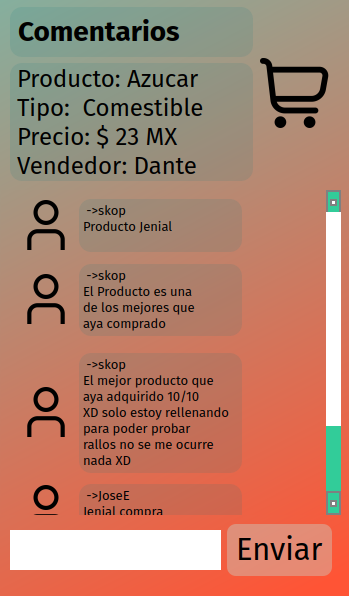 Comentarios
Producto: Azucar
Tipo:  Comestible
Precio: $ 23 MX
Vendedor: Dante
->skop
Producto Jenial
->skop
El Producto es una
de los mejores que
aya comprado
->skop
El mejor producto que
aya adquirido 10/10
XD solo estoy rellenando
para poder probar
rallos no se me ocurre
nada XD
->JoseE
Jenial compra
Enviar